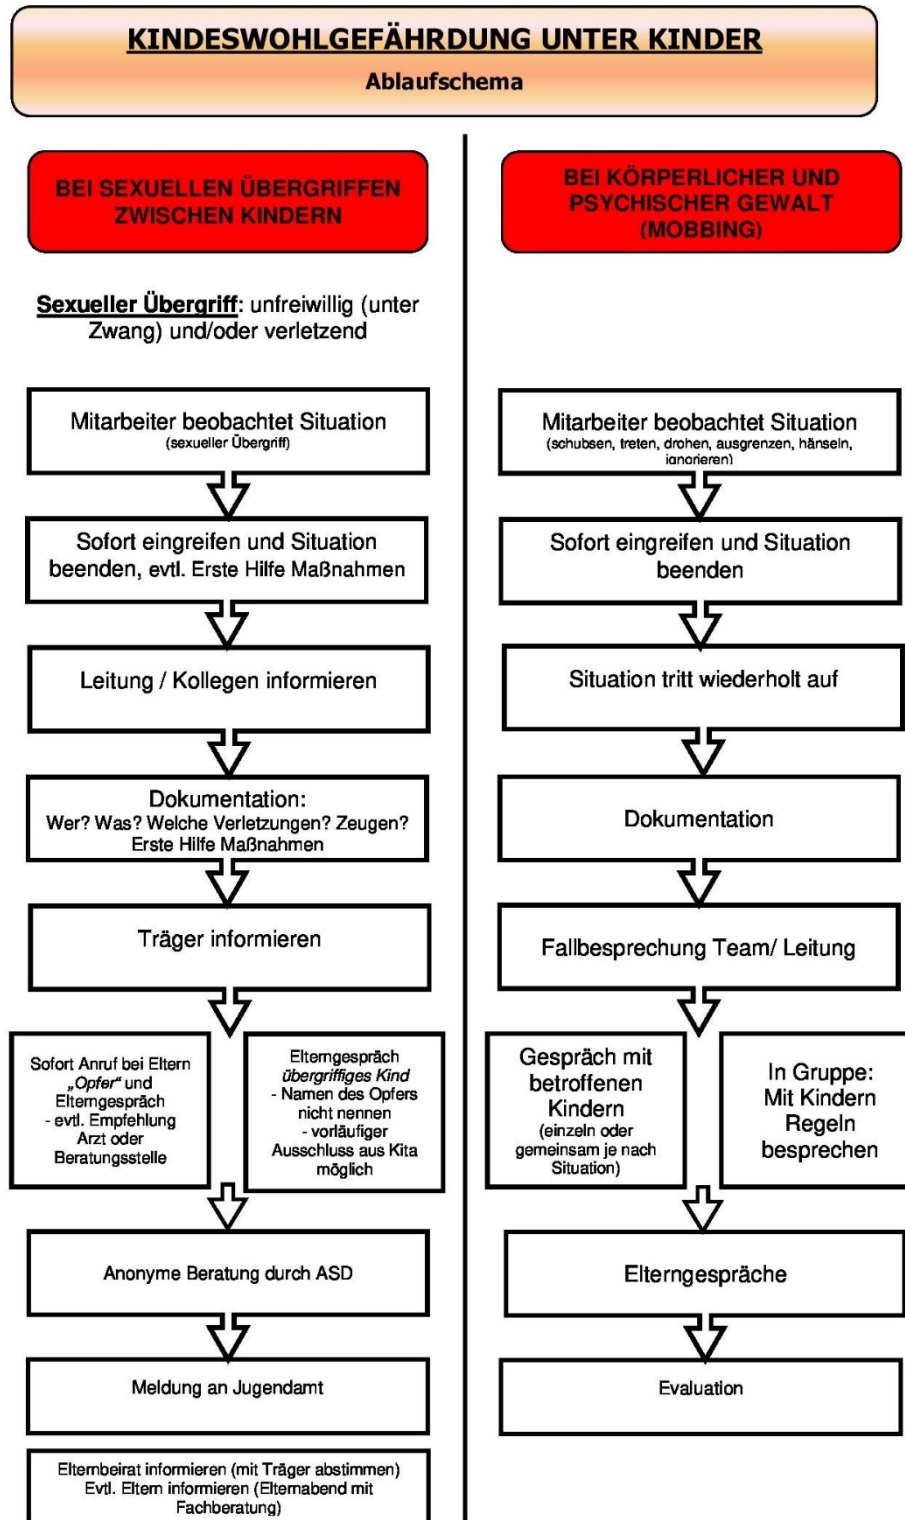 KINDESWOHLGEFÄHRDUNG UNTER KINDER
Ablaufschema
BEI SEXUELLEN ÜBERGRIFFEN
ZWISCHEN KINDERN
Sexueller Übergriff: unfreiwillig (unter
Zwang) und/oder verletzend
Mitarbeiter beobachtet Situation
(sexueller Übergriff)
Sofort eingreifen und Situation
beenden, evtl. Erste Hilfe Maßnahmen
Leitung / Kollegen informieren
Dokumentation:
Wer? Was? Welche Verletzungen? Zeugen?
Erste Hilfe Maßnahmen
Träger informieren
Sofort Anruf bei Eltern
„Opfer“ und
Elterngespräch
- evtl. Empfehlung
Arzt oder
Beratungsstelle
Elterngespräch
übergriffiges Kind
- Namen des Opfers
nicht nennen
- vorläufiger
Ausschluss aus Kita
möglich
Anonyme Beratung durch ASD
Meldung an Jugendamt
Elternbeirat informieren (mit Träger abstimmen)
Evtl. Eltern informieren (Elternabend mit
Fachberatung)
BEI KÖRPERLICHER UND
PSYCHISCHER GEWALT
(MOBBING)
Mitarbeiter beobachtet Situation
(schubsen, treten, drohen, ausgrenzen, hänseln,
ignorieren)
Sofort eingreifen und Situation
beenden
Situation tritt wiederholt auf
Dokumentation
Fallbesprechung Team/ Leitung
Gespräch mit
betroffenen
Kindern
(einzeln oder
gemeinsam je nach
Situation)
In Gruppe:
Mit Kindern
Regeln
besprechen
Elterngespräche
Evaluation